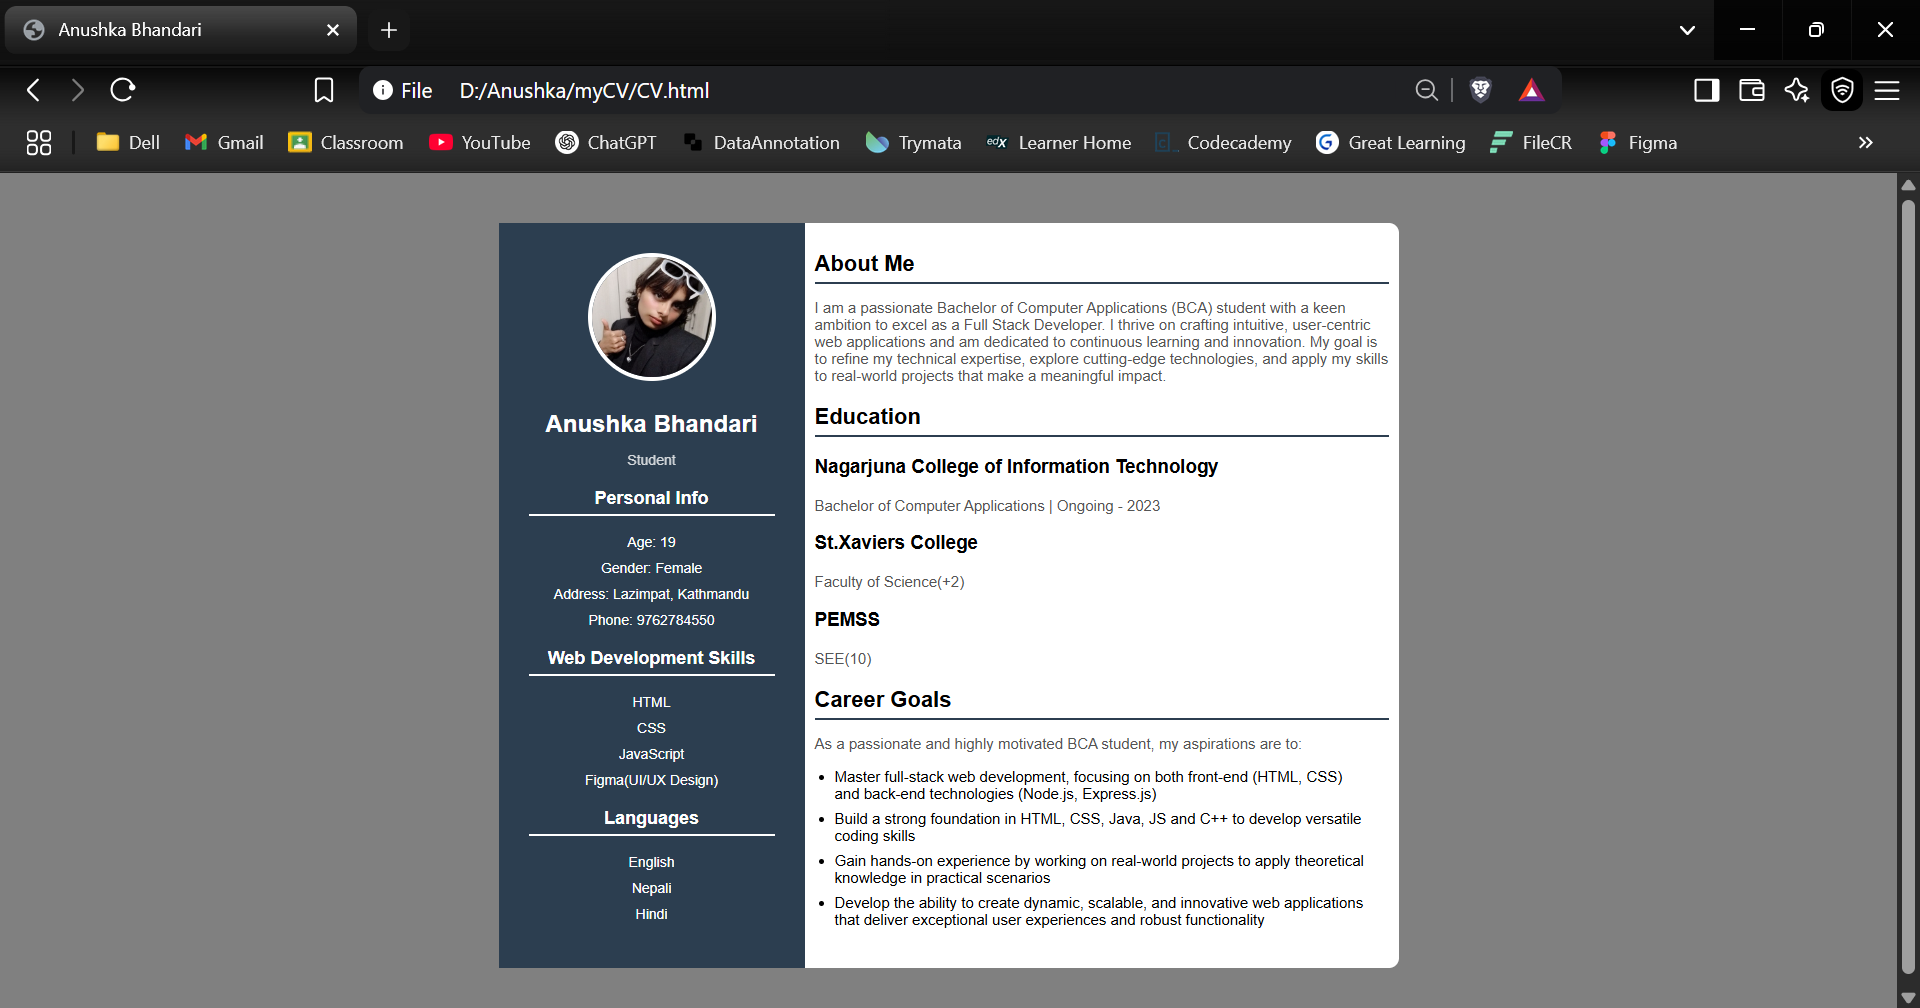 Anushka Bhandari
File D:/Anushka/myCV/CV.html
Dell Gmail Classroom YouTube ChatGPT DataAnnotation edX Learner Home Codecademy Great Learning FileCR Figma
Trymata
Anushka Bhandari
Student
Personal Info
Age: 19
Gender: Female
Address: Lazimpat, Kathmandu
Phone: 9762784550
Web Development Skills
HTML
CSS
JavaScript
Figma(UI/UX Design)
Languages
English
Nepali
Hindi
About Me
I am a passionate Bachelor of Computer Applications (BCA) student with a keen
ambition to excel as a Full Stack Developer. I thrive on crafting intuitive, user-centric
web applications and am dedicated to continuous learning and innovation. My goal is
to refine my technical expertise, explore cutting-edge technologies, and apply my skills
to real-world projects that make a meaningful impact.
Education
Nagarjuna College of Information Technology
Bachelor of Computer Applications | Ongoing - 2023
St.Xaviers College
Faculty of Science(+2)
PEMSS
SEE(10)
Career Goals
As a passionate and highly motivated BCA student, my aspirations are to:
• Master full-stack web development, focusing on both front-end (HTML, CSS)
and back-end technologies (Node.js, Express.js)
• Build a strong foundation in HTML, CSS, Java, JS and C++ to develop versatile
coding skills
• Gain hands-on experience by working on real-world projects to apply theoretical
knowledge in practical scenarios
• Develop the ability to create dynamic, scalable, and innovative web applications
that deliver exceptional user experiences and robust functionality